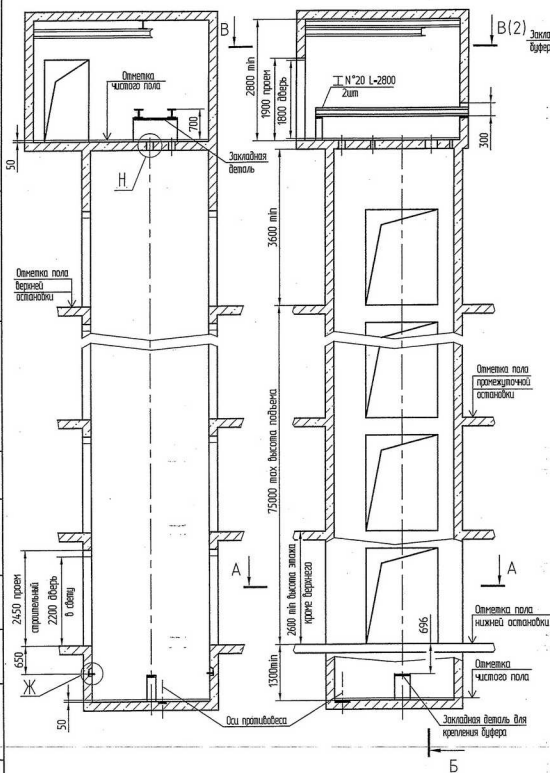 В
В(2)
Закла
буфер
I N°20 L=2800
2шт
2800 min
1900 проем
1800 дверь
Отметка
чистого пола
700
300
50
Н
Закладная
деталь
3600 min
Отметка пола
верхней
остановки
Отметка пола
промежуточной
остановки
75000 max высота подъема
2450 проем
строительный
2200 дверь
в свету
А
2600 min высота этажа
кроме верхнего
А
696
Отметка пола
нижней остановки
650
Ж
1300min
Отметка
чистого пола
50
Оси противовеса
Закладная деталь для
крепления буфера
Б